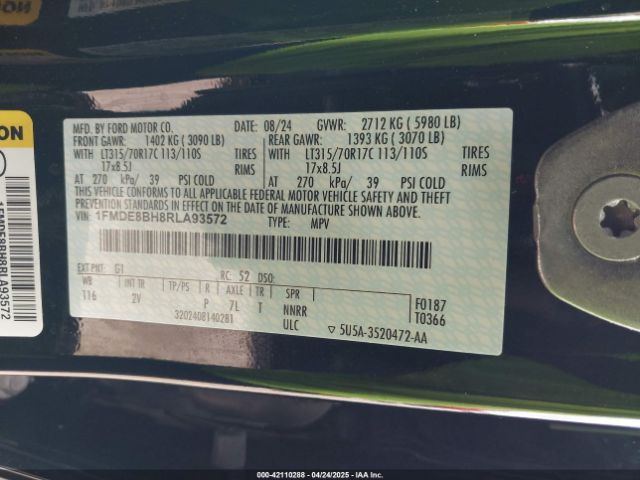 ION
1FMDE8BH8RLA93572
MFD. BY FORD MOTOR CO. DATE: 08/24 GVWR: 2712 KG ( 5980 LB)
FRONT GAWR: 1402 KG ( 3090 LB) REAR GAWR: 1393 KG ( 3070 LB)
WITH LT315/70R17C 113/110S TIRES WITH LT315/70R17C 113/110S TIRES
17x8.5J RIMS 17x8.5J RIMS
AT 270 kPa/ 39 PSI COLD AT 270 kPa/ 39 PSI COLD
THIS VEHICLE CONFORMS TO ALL APPLICABLE FEDERAL MOTOR VEHICLE SAFETY AND THEFT
PREVENTION STANDARDS IN EFFECT ON THE DATE OF MANUFACTURE SHOWN ABOVE.
1FMDE8BH8RLA93572 TYPE: MPV
EXT PNT: G1 RC: 52 DSO:
WB INT TR TP/PS R AXLE TR SPR
116 2V P 7L T NNRR F0187
3202408140281 ULC T0366
▽ 5U5A-3520472-AA
000-42110288 - 04/24/2025 - © IAA, LLC